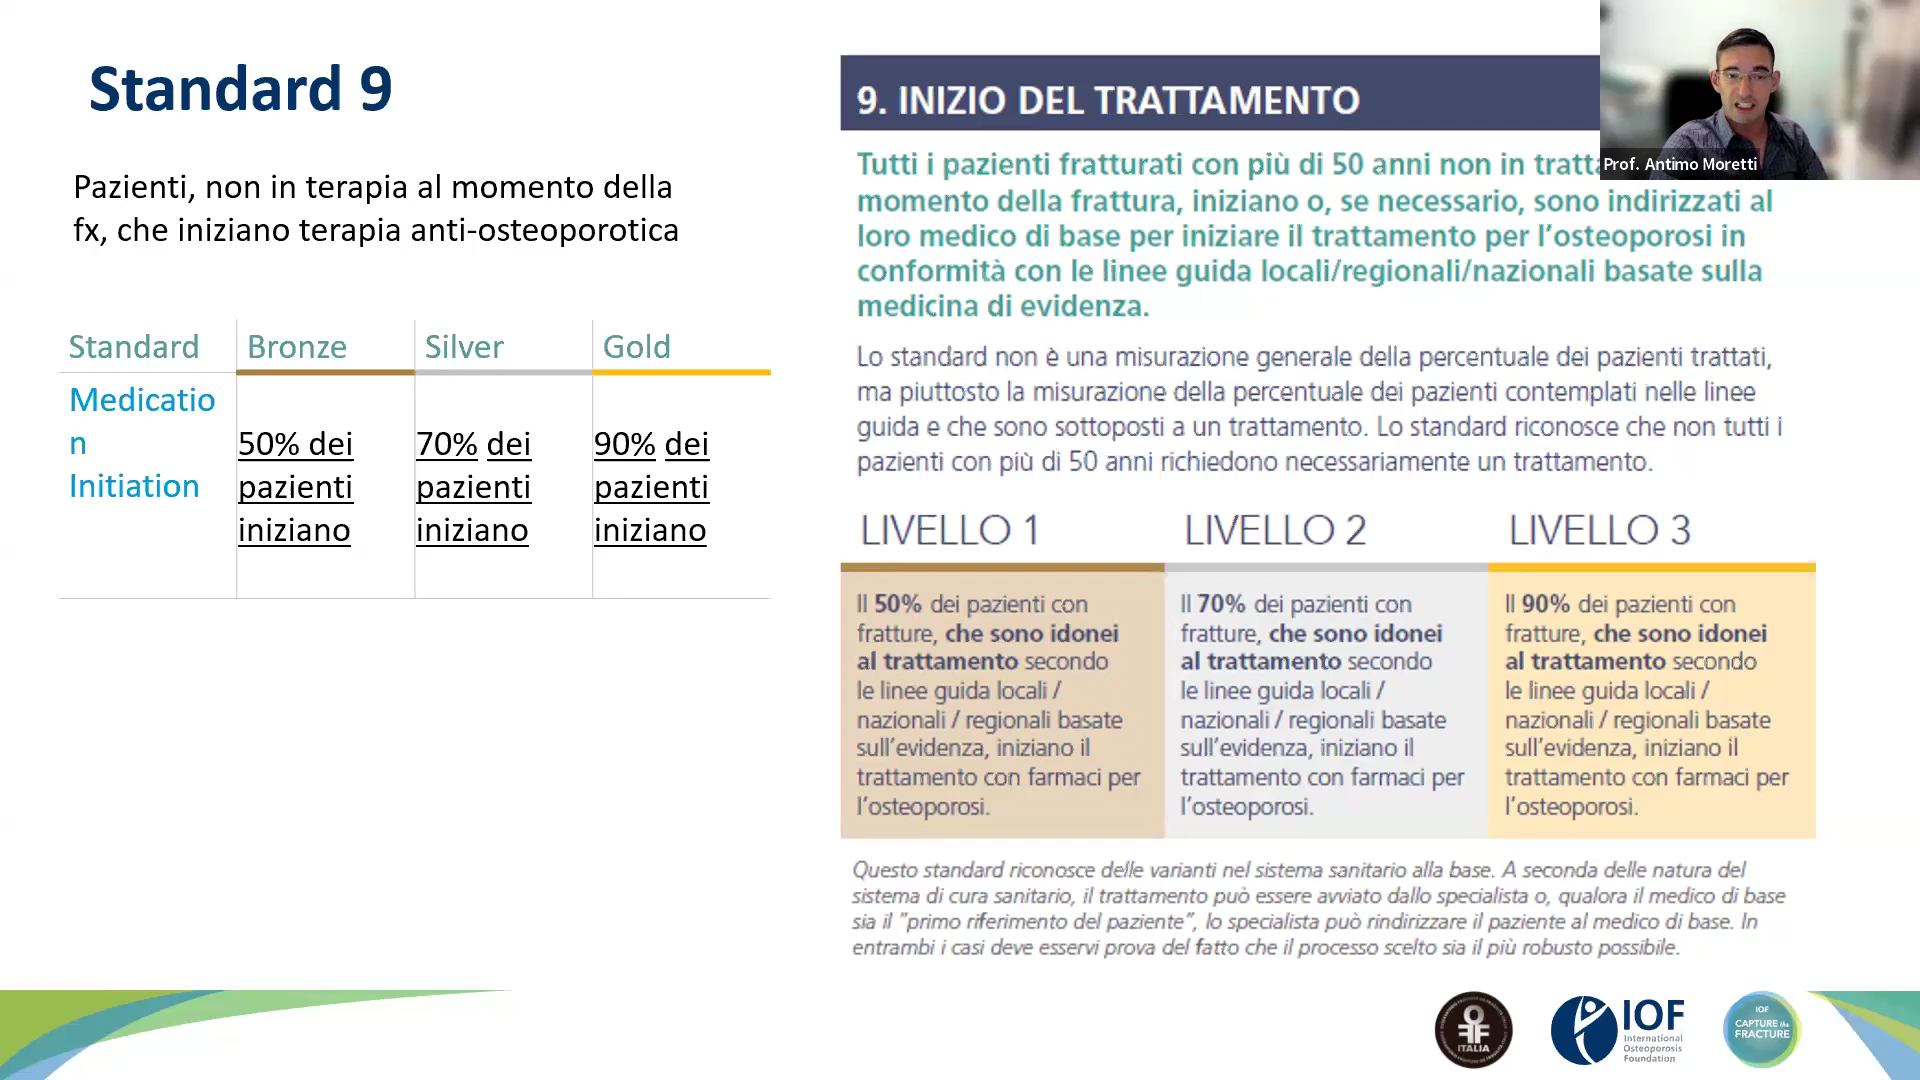 Standard 9
Pazienti, non in terapia al momento della
fx, che iniziano terapia anti-osteoporotica
Standard Bronze Silver Gold
Medicatio
n
Initiation
50% dei
pazienti
iniziano
70% dei
pazienti
iniziano
90% dei
pazienti
iniziano
9. INIZIO DEL TRATTAMENTO
Tutti i pazienti fratturati con più di 50 anni non in
momento della frattura, iniziano o, se necessario, sono indirizzati al
loro medico di base per iniziare il trattamento per l'osteoporosi in
conformità con le linee guida locali/regionali/nazionali basate sulla
medicina di evidenza.
Lo standard non è una misurazione generale della percentuale dei pazienti trattati,
ma piuttosto la misurazione della percentuale dei pazienti contemplati nelle linee
guida e che sono sottoposti a un trattamento. Lo standard riconosce che non tutti i
pazienti con più di 50 anni richiedono necessariamente un trattamento.
LIVELLO 1
Il 50% dei pazienti con
fratture, che sono idonei
al trattamento secondo
le linee guida locali /
nazionali / regionali basate
sull'evidenza, iniziano il
trattamento con farmaci per
l'osteoporosi.
LIVELLO 2
Il 70% dei pazienti con
fratture, che sono idonei
al trattamento secondo
le linee guida locali /
nazionali / regionali basate
sull'evidenza, iniziano il
trattamento con farmaci per
l'osteoporosi.
LIVELLO 3
Il 90% dei pazienti con
fratture, che sono idonei
al trattamento secondo
le linee guida locali /
nazionali / regionali basate
sull'evidenza, iniziano il
trattamento con farmaci per
l'osteoporosi.
Questo standard riconosce delle varianti nel sistema sanitario alla base. A seconda delle natura del
sistema di cura sanitario, il trattamento può essere avviato dallo specialista o, qualora il medico di base
sia il "primo riferimento del paziente", lo specialista può rindirizzare il paziente al medico di base. In
entrambi i casi deve esservi prova del fatto che il processo scelto sia il più robusto possibile.
Prof. Antimo Moretti
ITALIA
IOF
International
Osteoporosis
Foundation
IOF
CAPTURE the
FRACTURE